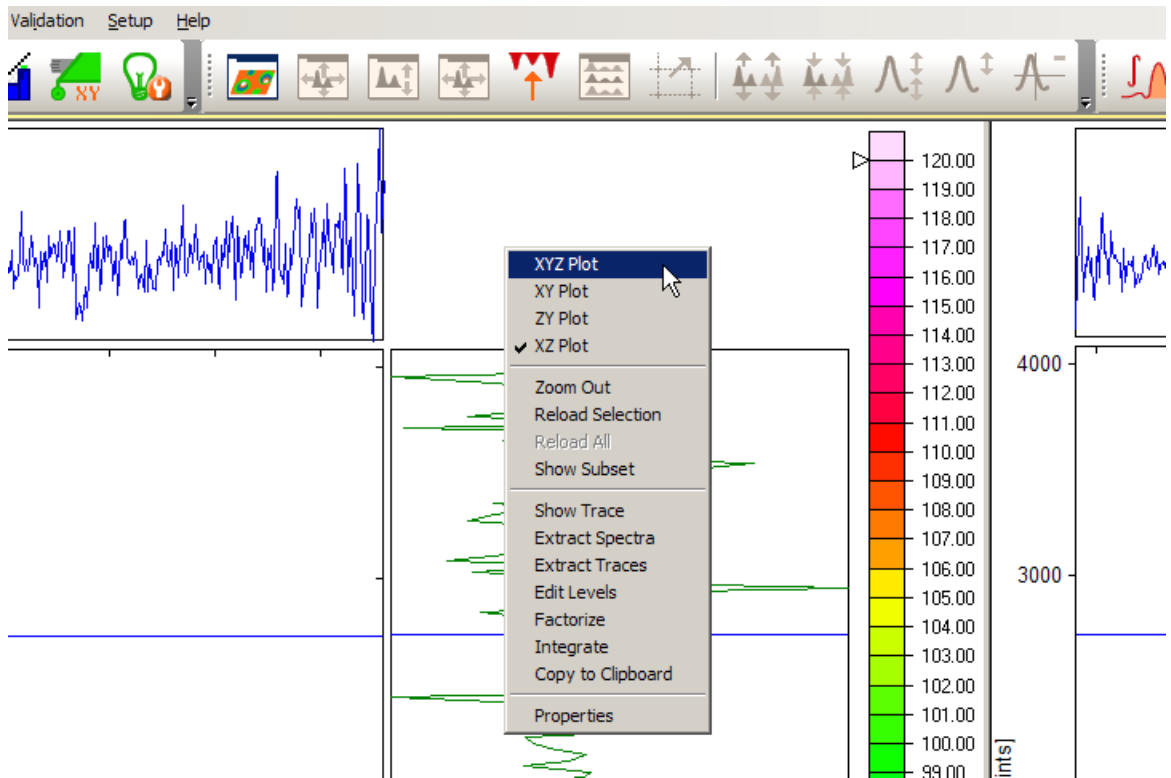 Validation Setup Help
XY
120.00
119.00
118.00
117.00
116.00
115.00
114.00
113.00
112.00
111.00
110.00
109.00
108.00
107.00
106.00
105.00
104.00
103.00
102.00
101.00
100.00
99.00
XYZ Plot
XY Plot
ZY Plot
XZ Plot
Zoom Out
Reload Selection
Reload All
Show Subset
Show Trace
Extract Spectra
Extract Traces
Edit Levels
Factorize
Integrate
Copy to Clipboard
Properties
4000
3000
ints]